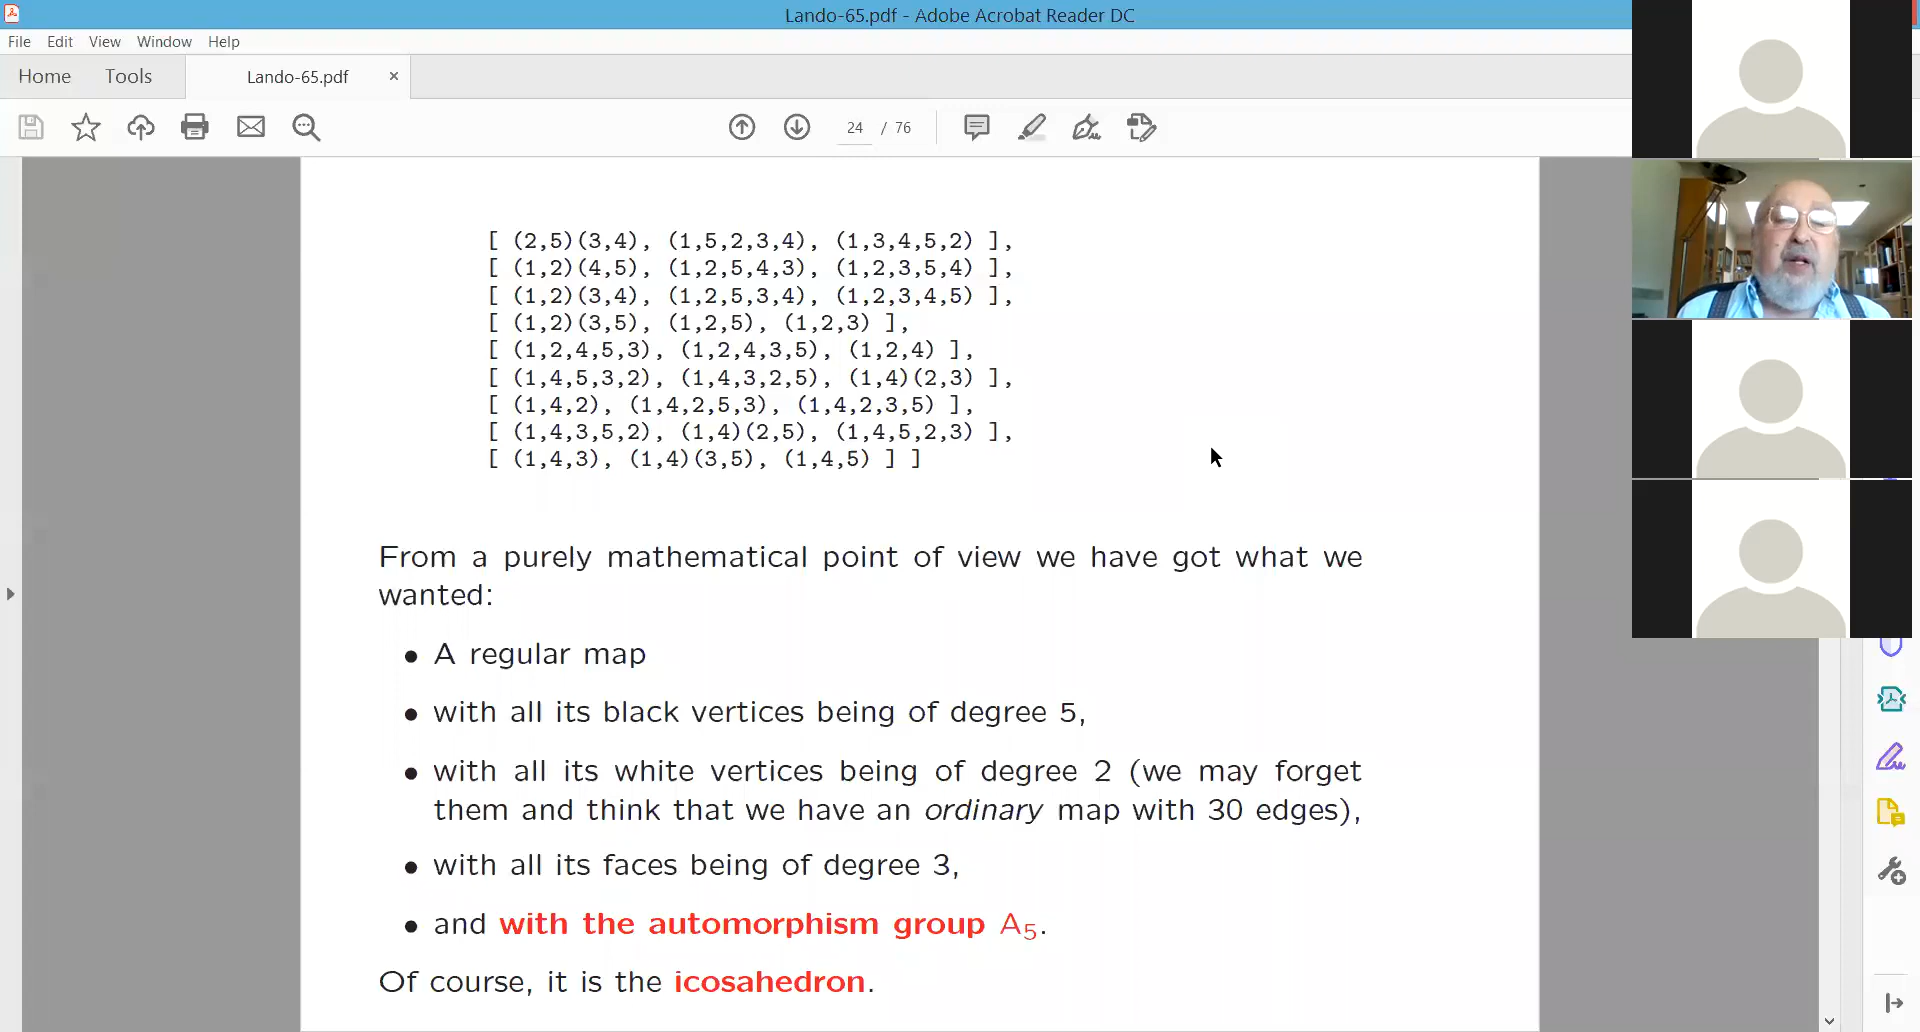 Lando-65.pdf - Adobe Acrobat Reader DC
File Edit View Window Help
Home Tools Lando-65.pdf ×
24 / 76
[ (2,5)(3,4), (1,5,2,3,4), (1,3,4,5,2) ],
[ (1,2)(4,5), (1,2,5,4,3), (1,2,3,5,4) ],
[ (1,2)(3,4), (1,2,5,3,4), (1,2,3,4,5) ],
[ (1,2)(3,5), (1,2,5), (1,2,3) ],
[ (1,2,4,5,3), (1,2,4,3,5), (1,2,4) ],
[ (1,4,5,3,2), (1,4,3,2,5), (1,4)(2,3) ],
[ (1,4,2), (1,4,2,5,3), (1,4,2,3,5) ],
[ (1,4,3,5,2), (1,4)(2,5), (1,4,5,2,3) ],
[ (1,4,3), (1,4)(3,5), (1,4,5) ] ]
From a purely mathematical point of view we have got what we
wanted:
• A regular map
• with all its black vertices being of degree 5,
• with all its white vertices being of degree 2 (we may forget
them and think that we have an ordinary map with 30 edges),
• with all its faces being of degree 3,
• and with the automorphism group A₅.
Of course, it is the icosahedron.